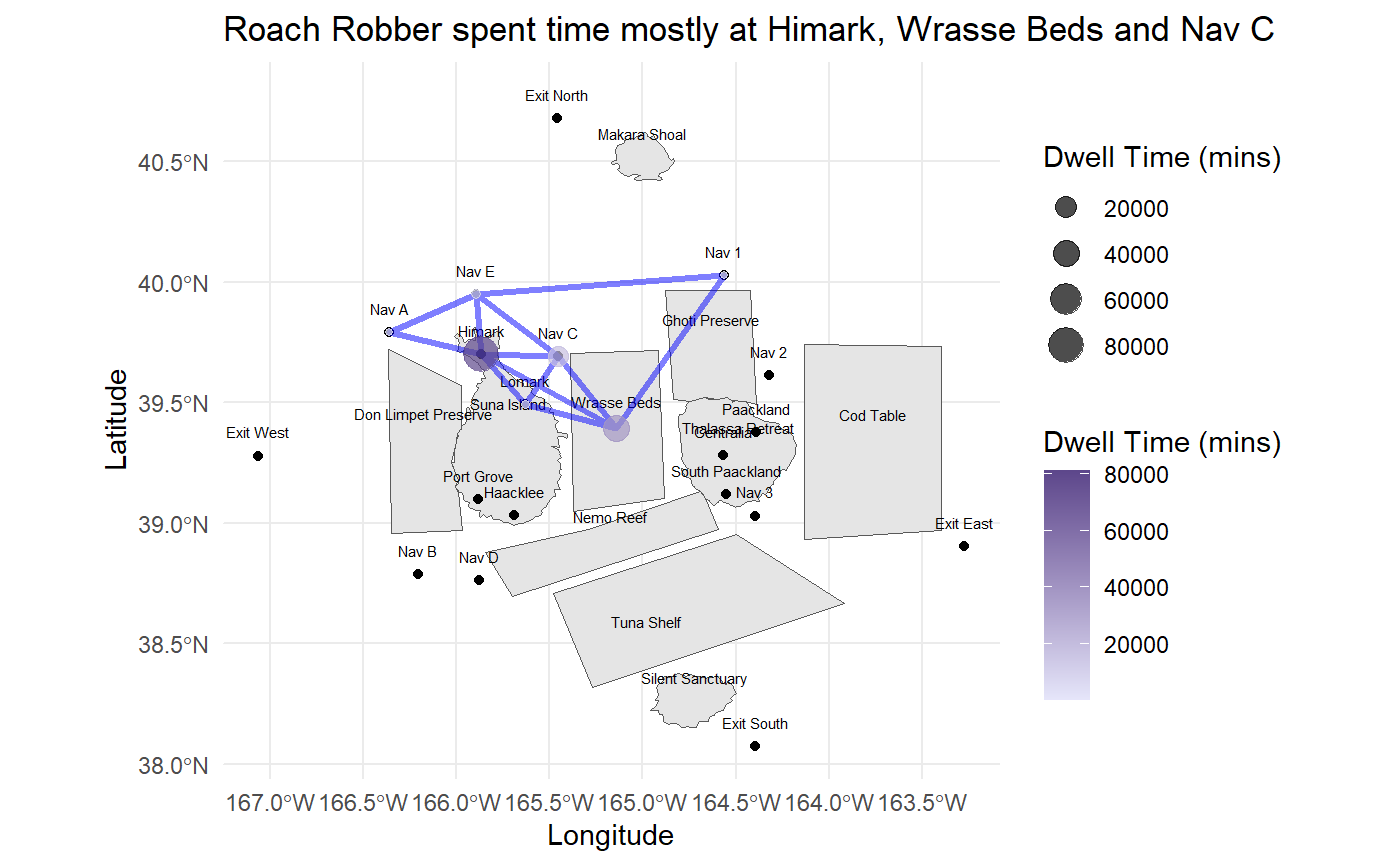 Roach Robber spent time mostly at Himark, Wrasse Beds and Nav C
Exit North
Makara Shoal
Nav 1
Nav E
Nav A
Himark
Nav C
Ghoti Preserve
Nav 2
Lomark
Suna Island
Wrasse Beds
Don Limpet Preserve
Paackland
Cod Table
Exit West
Thalassa Retreat
Centralia
South Paackland
Port Grove
Haacklee
Nav 3
Nemo Reef
Exit East
Nav B
Nav D
Tuna Shelf
Silent Sanctuary
Exit South
40.5°N
40.0°N
39.5°N
39.0°N
38.5°N
38.0°N
Latitude
167.0°W 166.5°W 166.0°W 165.5°W 165.0°W 164.5°W 164.0°W 163.5°W
Longitude
Dwell Time (mins)
20000
40000
60000
80000
Dwell Time (mins)
80000
60000
40000
20000